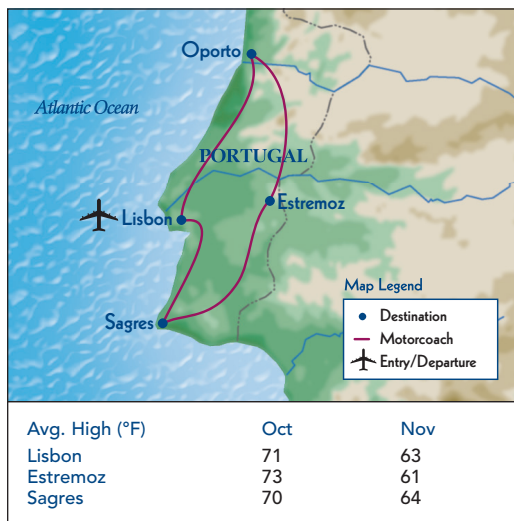 Oporto
Atlantic Ocean
PORTUGAL
Estremoz
Lisbon
Sagres
Map Legend
Destination
Motorcoach
Entry/Departure
Avg. High (°F) Oct Nov
Lisbon 71 63
Estremoz 73 61
Sagres 70 64